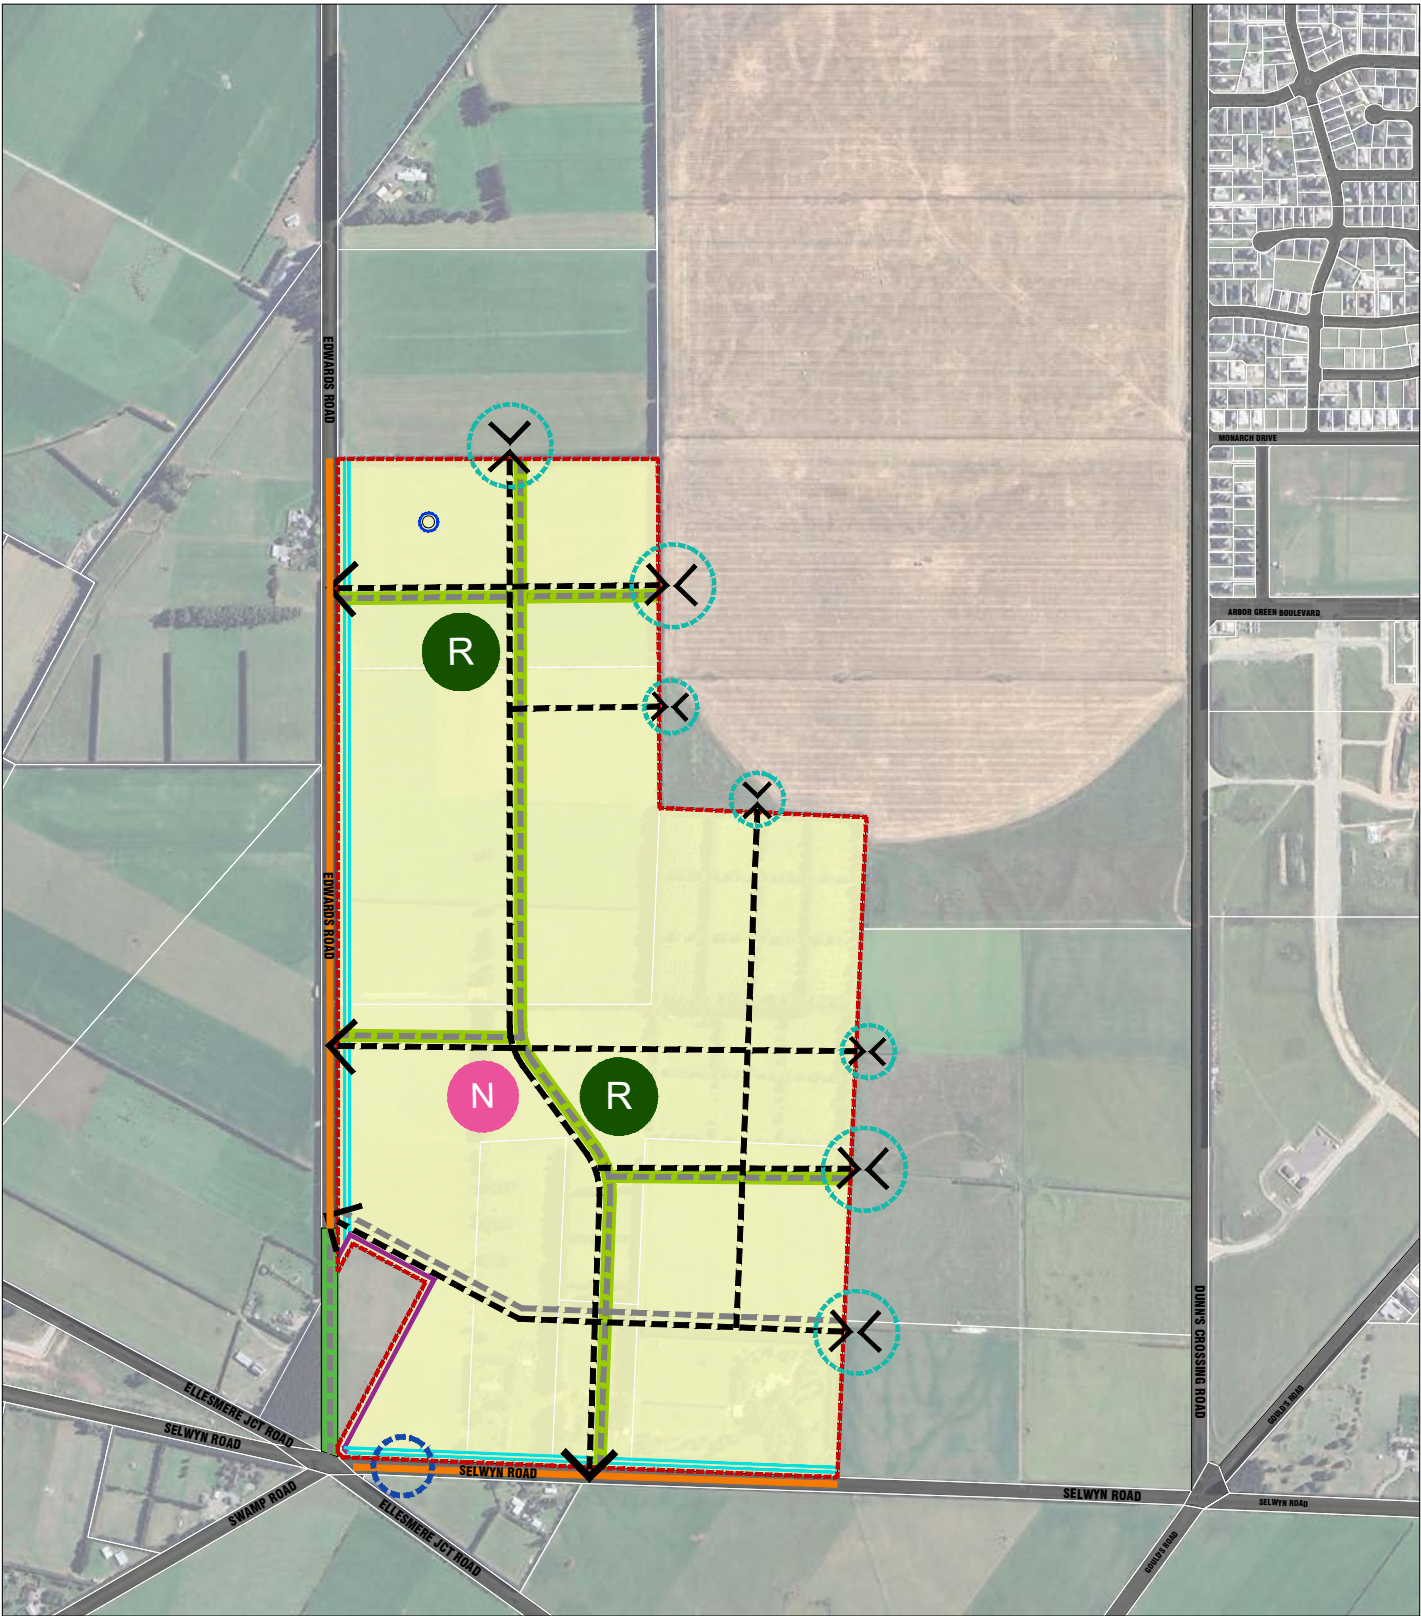 EDWARDS ROAD
MONARCH DRIVE
ARBOR GREEN BOULEVARD
R
EDWARDS ROAD
N
R
DUNN'S CROSSING ROAD
GOULD'S ROAD
ELLESMERE JCT ROAD
SELWYN ROAD
SELWYN ROAD
SWAMP ROAD
ELLESMERE JCT ROAD
SELWYN ROAD
SELWYN ROAD
GOULD'S ROAD